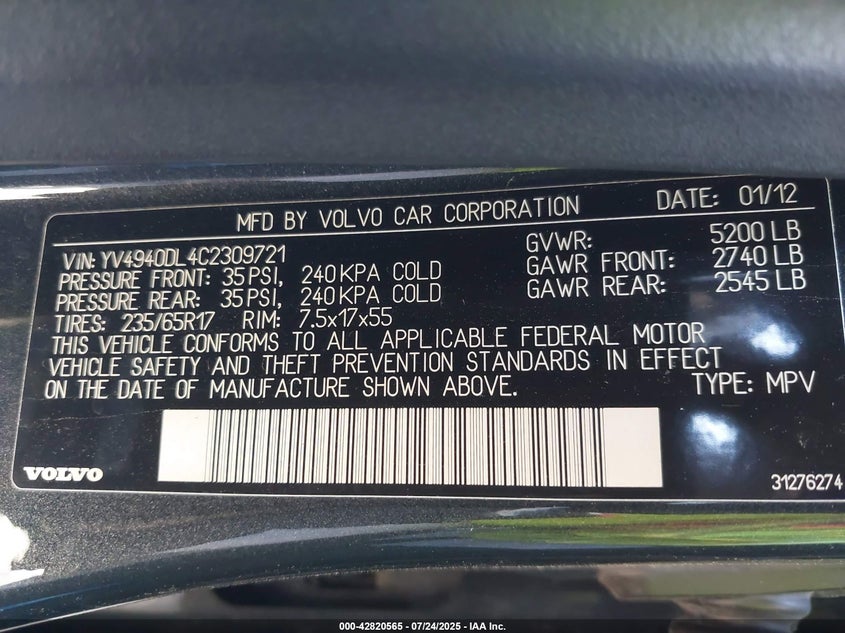 MFD BY VOLVO CAR CORPORATION DATE: 01/12
VIN: YV4940DL4C2309721 GVWR: 5200 LB
PRESSURE FRONT: 35 PSI, 240 KPA COLD GAWR FRONT: 2740 LB
PRESSURE REAR: 35 PSI, 240 KPA COLD GAWR REAR: 2545 LB
TIRES: 235/65R17 RIM: 7.5x17x55
THIS VEHICLE CONFORMS TO ALL APPLICABLE FEDERAL MOTOR
VEHICLE SAFETY AND THEFT PREVENTION STANDARDS IN EFFECT
ON THE DATE OF MANUFACTURE SHOWN ABOVE. TYPE: MPV
VOLVO 31276274
000-42820565 - 07/24/2025 - IAA Inc.